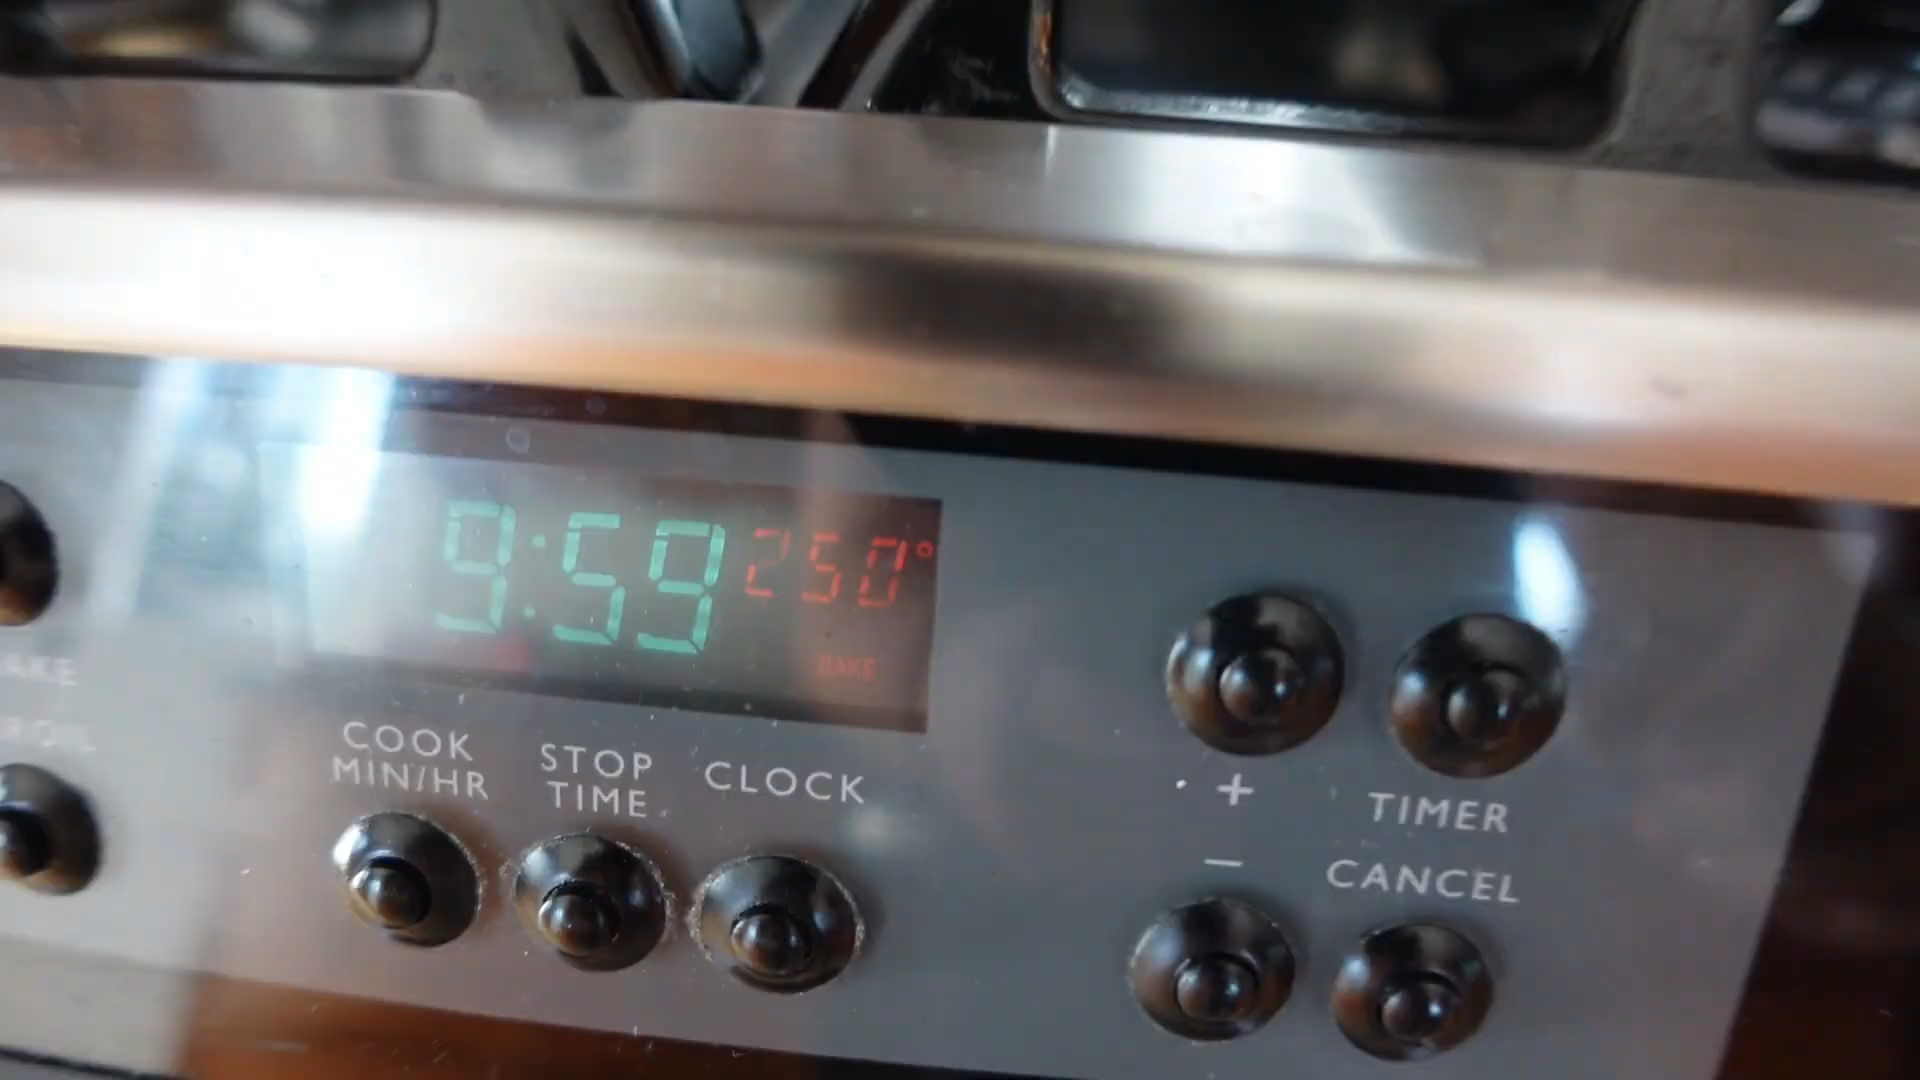 9:59 250°
BAKE
COOK
MIN/HR
STOP
TIME
CLOCK
+
−
TIMER
CANCEL